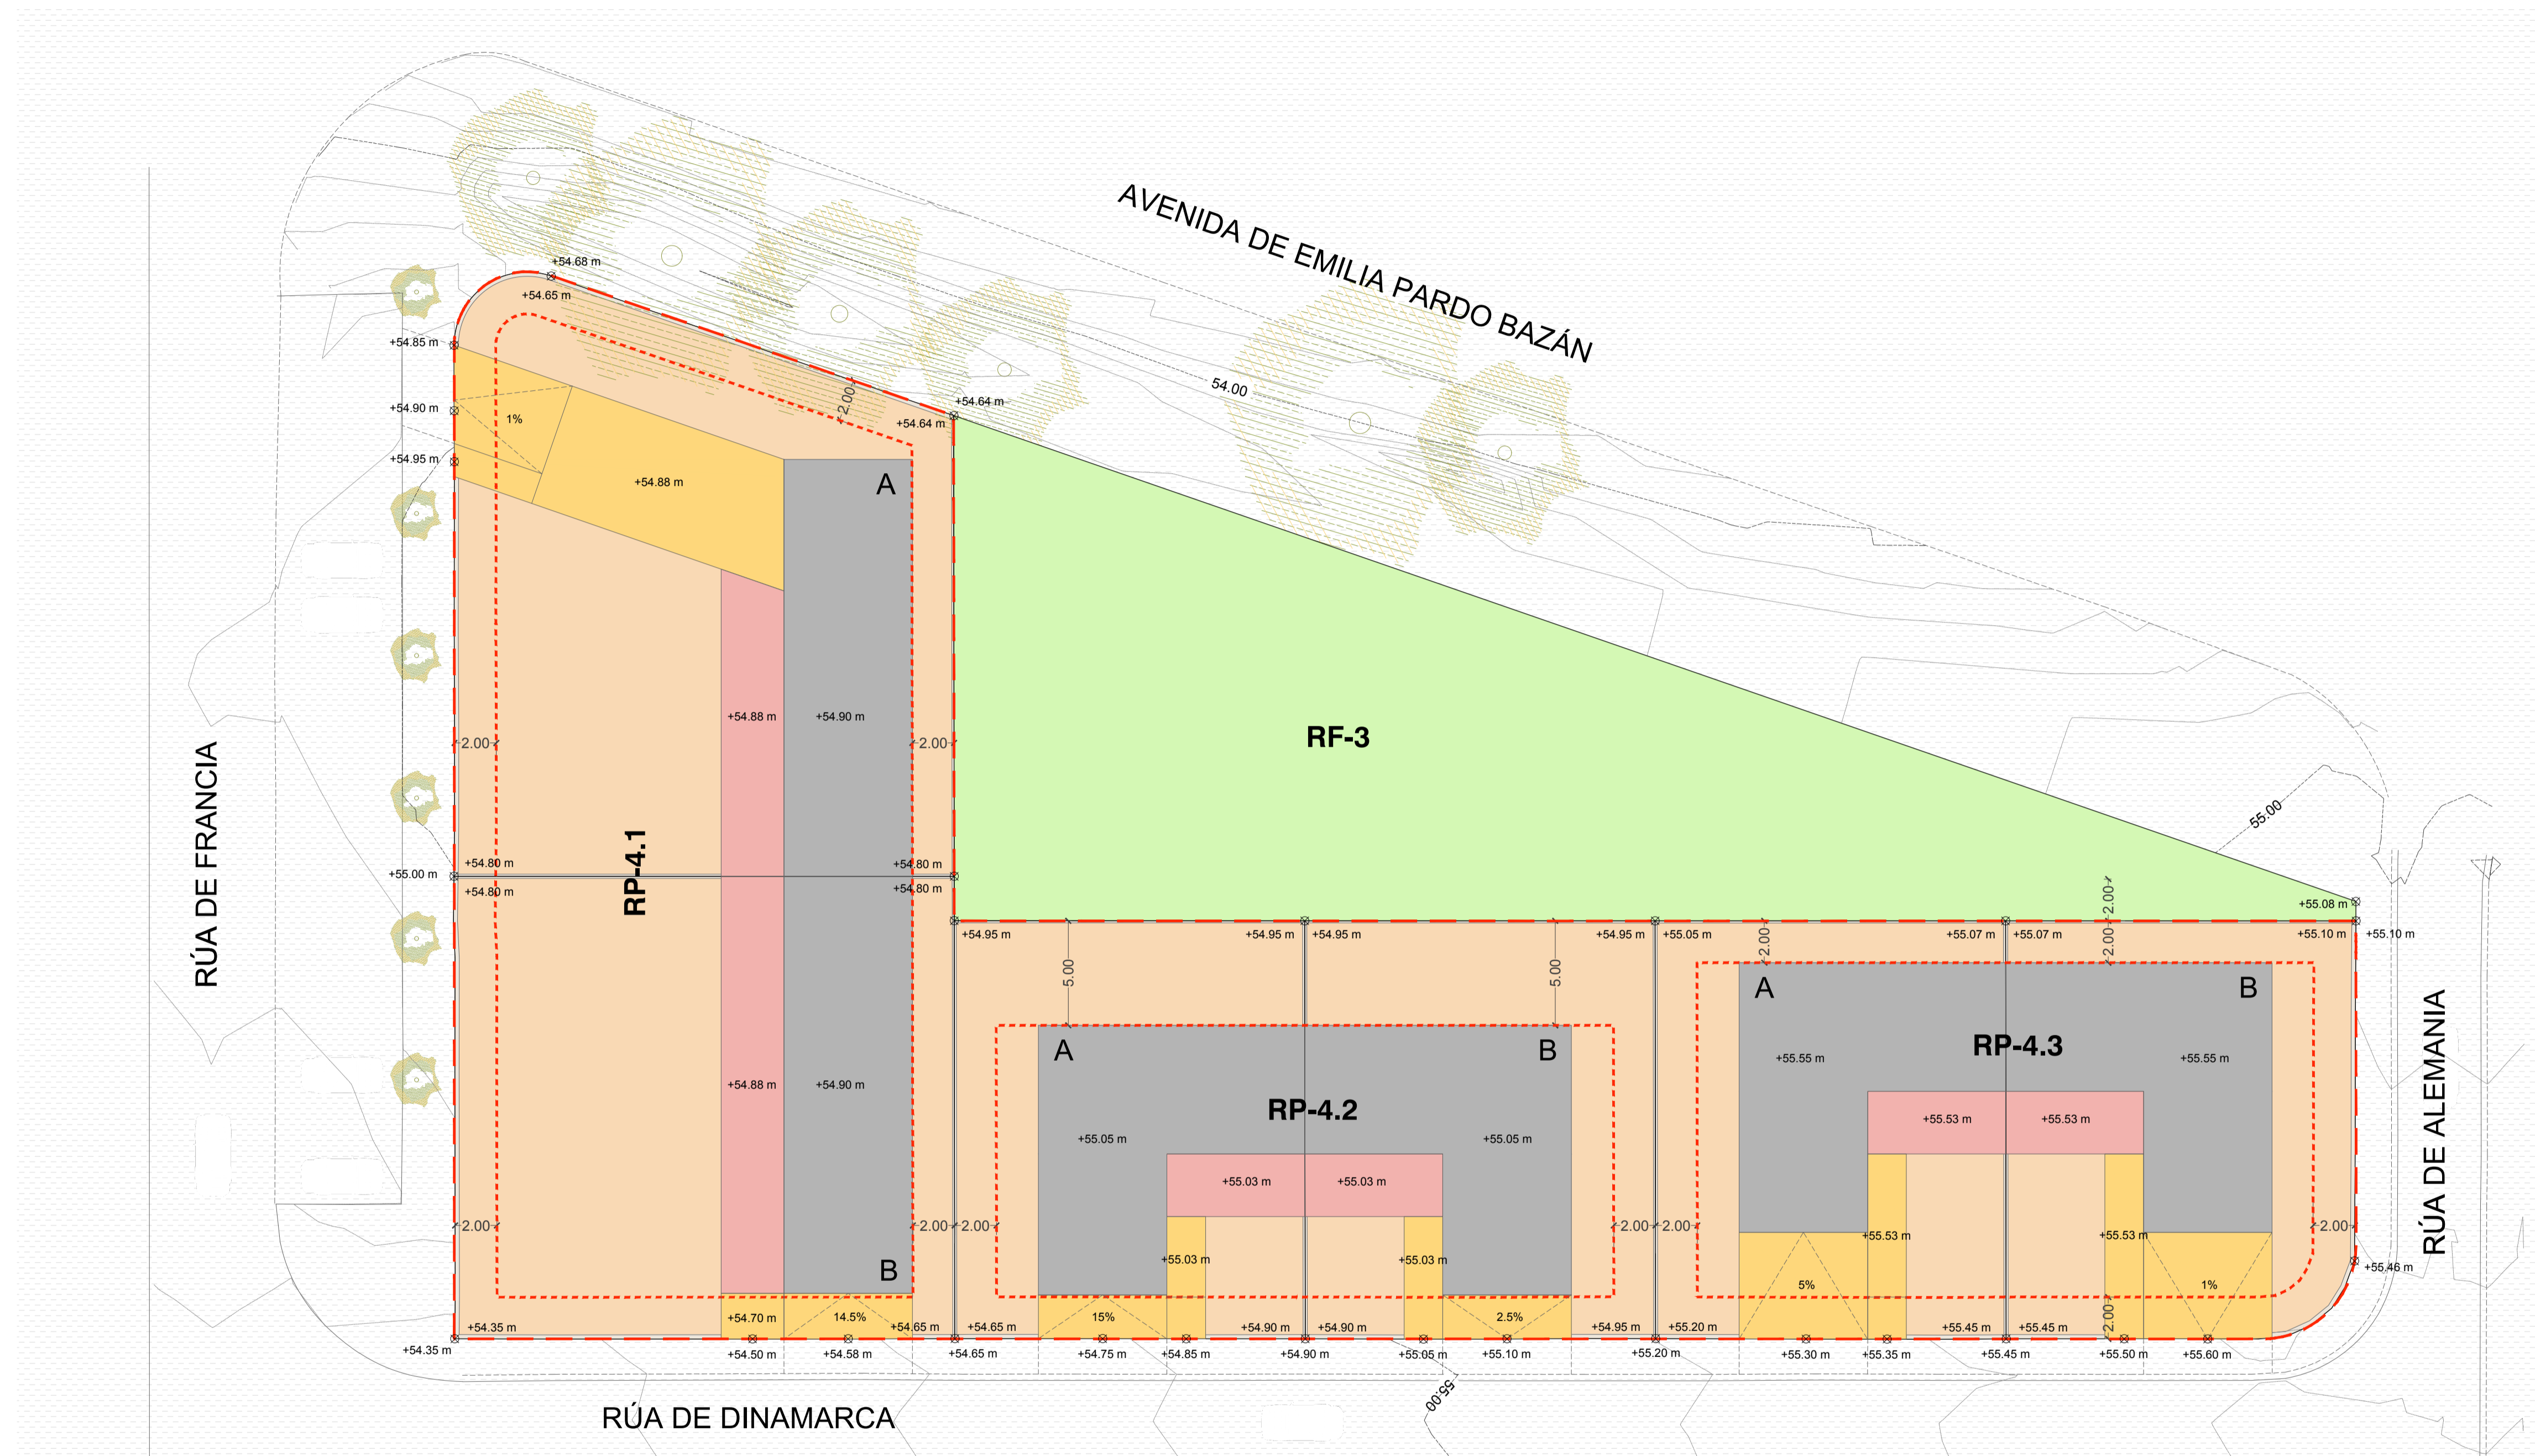 AVENIDA DE EMILIA PARDO BAZÁN
+54.68 m
+54.65 m
+54.85 m
54.00
+54.90 m
1%
+54.64 m
2.00
+54.64 m
+54.95 m
+54.88 m
A
+54.88 m
+54.90 m
RF-3
2.00
2.00
RÚA DE FRANCIA
RP-4.1
55.00
+54.80 m
+54.80 m
+55.00 m
+54.80 m
+54.80 m
2.00
+55.08 m
+54.95 m
+54.95 m
+54.95 m
+54.95 m
+55.05 m
2.00
+55.07 m
+55.07 m
2.00
+55.10 m
+55.10 m
5.00
5.00
A
B
RÚA DE ALEMANIA
A
B
RP-4.3
+55.55 m
+55.55 m
+54.88 m
+54.90 m
RP-4.2
+55.05 m
+55.05 m
+55.53 m
+55.53 m
+55.03 m
+55.03 m
2.00
2.00
2.00
2.00
2.00
2.00
+55.53 m
+55.53 m
+55.03 m
+55.03 m
B
+55.46 m
5%
1%
+54.70 m
14.5%
15%
2.5%
2.00
+54.35 m
+54.65 m
+54.65 m
+54.90 m
+54.90 m
+54.95 m
+55.20 m
+55.45 m
+55.45 m
+54.35 m
+54.50 m
+54.58 m
+54.65 m
+54.75 m
+54.85 m
+54.90 m
+55.05 m
+55.10 m
+55.20 m
+55.30 m
+55.35 m
+55.45 m
+55.50 m
+55.60 m
55.00
RÚA DE DINAMARCA